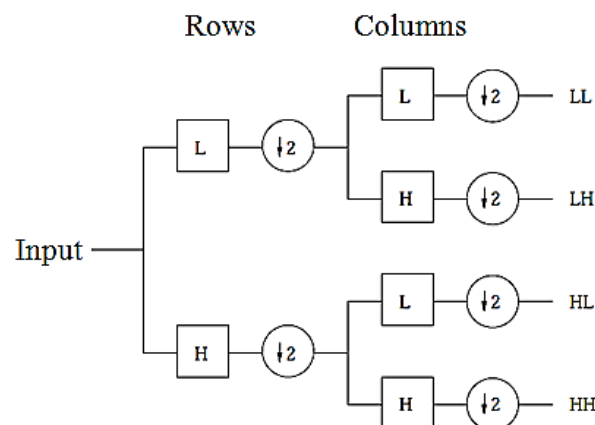 Rows Columns
L ↓2 LL
L ↓2
H ↓2 LH
Input
L ↓2 HL
H ↓2
H ↓2 HH